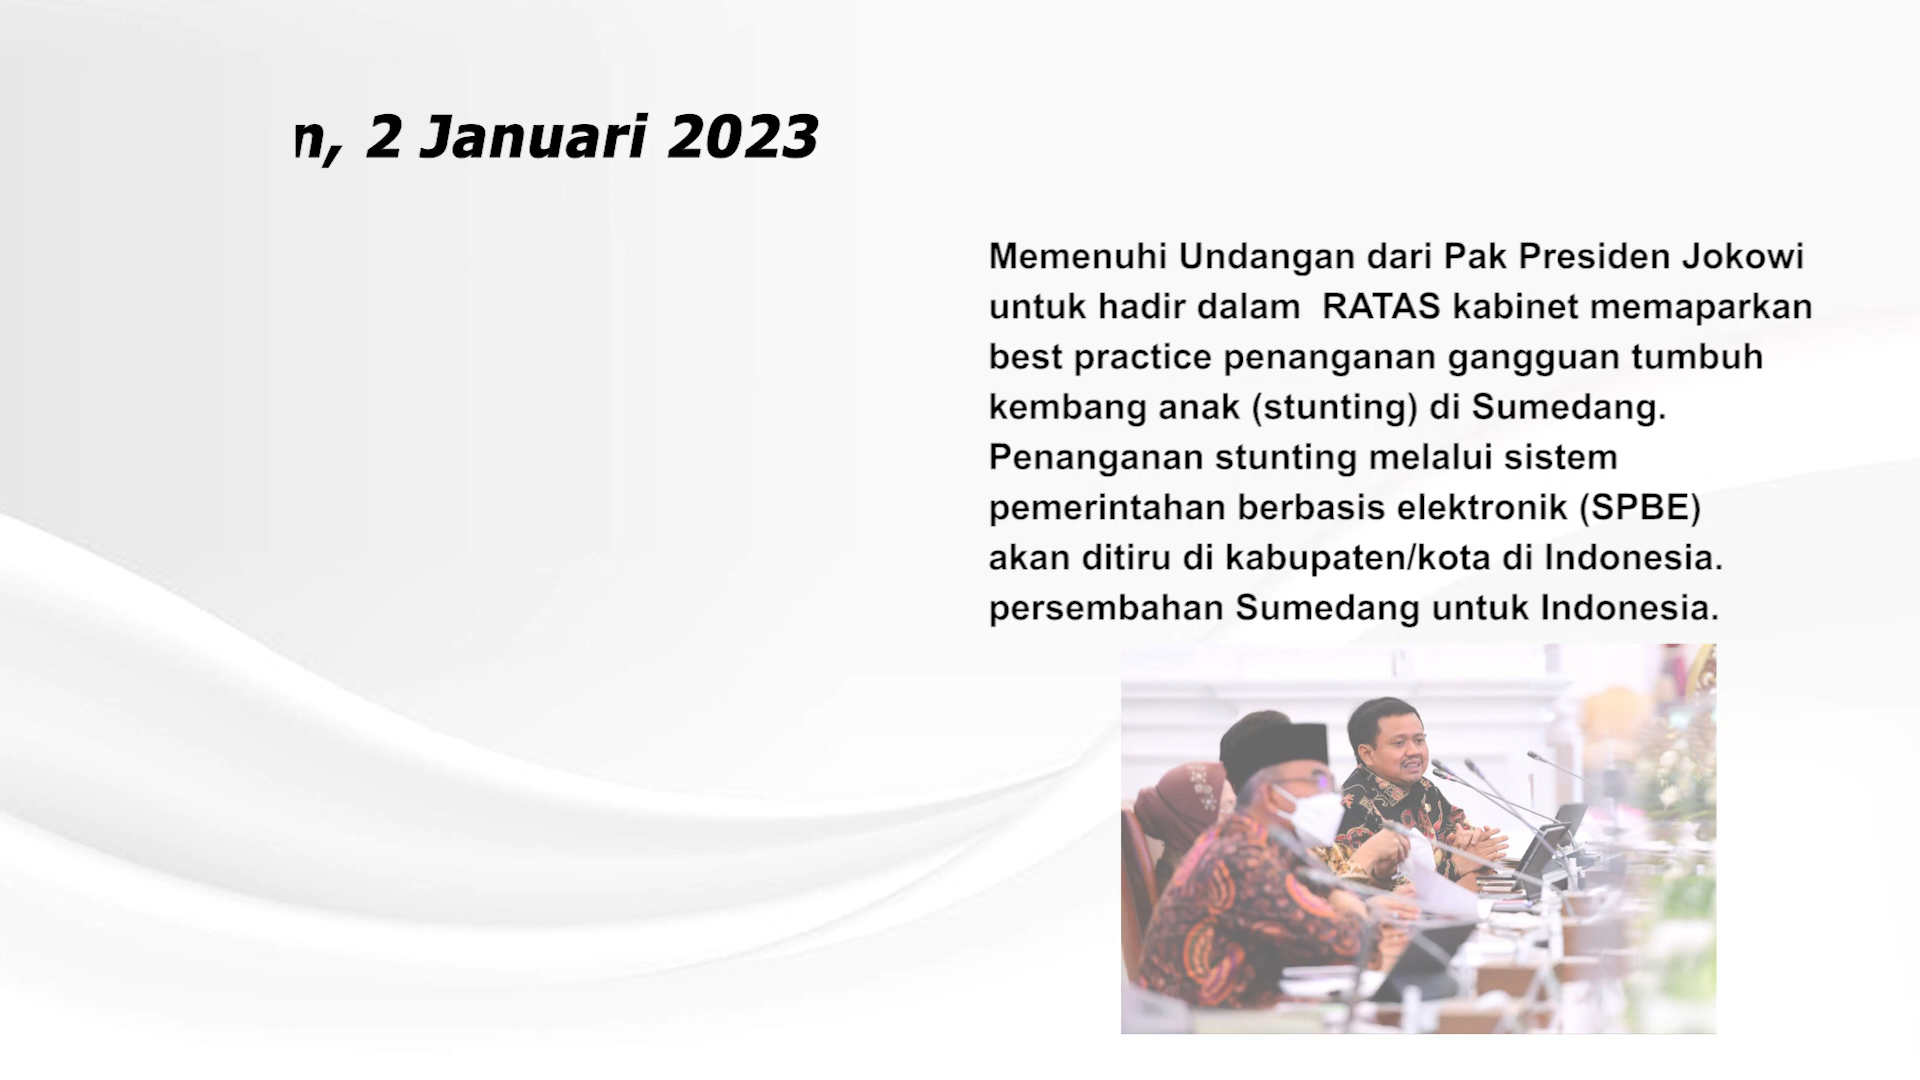 n, 2 Januari 2023
Memenuhi Undangan dari Pak Presiden Jokowi
untuk hadir dalam  RATAS kabinet memaparkan
best practice penanganan gangguan tumbuh
kembang anak (stunting) di Sumedang.
Penanganan stunting melalui sistem
pemerintahan berbasis elektronik (SPBE)
akan ditiru di kabupaten/kota di Indonesia.
persembahan Sumedang untuk Indonesia.